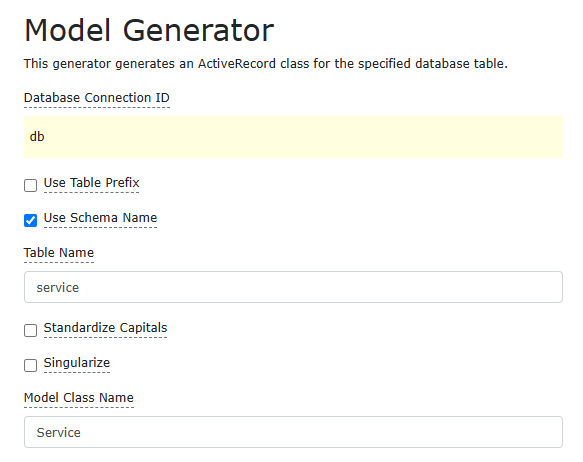 Model Generator
This generator generates an ActiveRecord class for the specified database table.
Database Connection ID
db
Use Table Prefix
Use Schema Name
Table Name
service
Standardize Capitals
Singularize
Model Class Name
Service